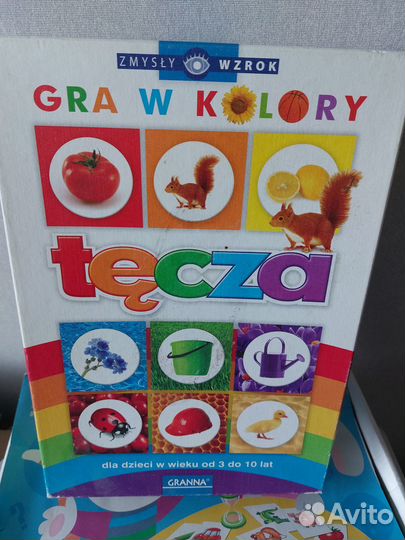 ZMYSŁY WZROK
GRA W KOLORY
tęcza
dla dzieci w wieku od 3 do 10 lat
GRANNA
Avito